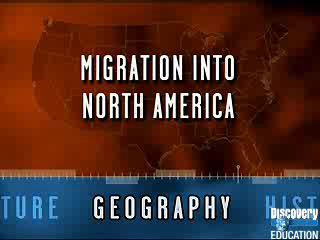 MIGRATION INTO
NORTH AMERICA
TURE GEOGRAPHY HIST
Discovery
EDUCATION